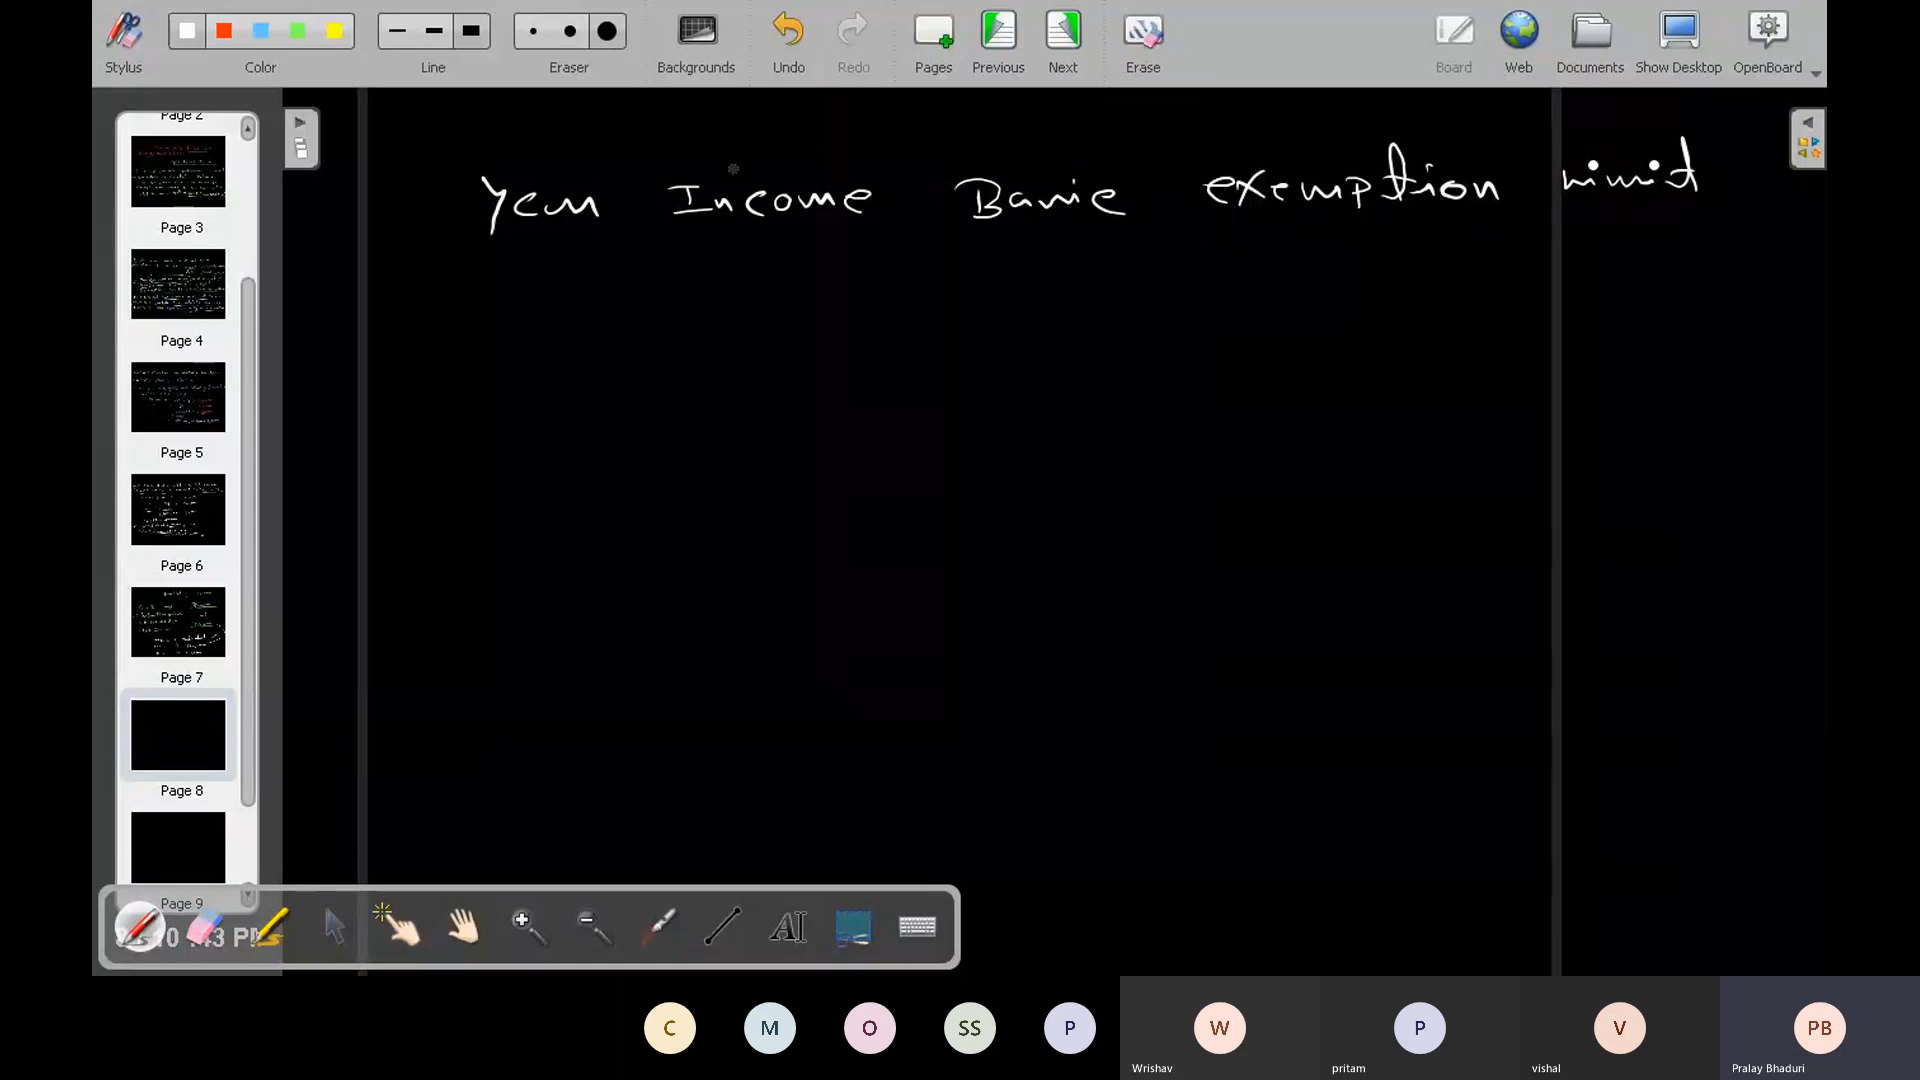 Stylus Color Line Eraser Backgrounds Undo Redo Pages Previous Next Erase Board Web Documents Show Desktop OpenBoard
Page 2
Page 3
Page 4
Page 5
Page 6
Page 7
Page 8
Page 9
Year Income Basic exemption limit
C M O SS P W P V PB
Wrishav pritam vishal Pralay Bhaduri